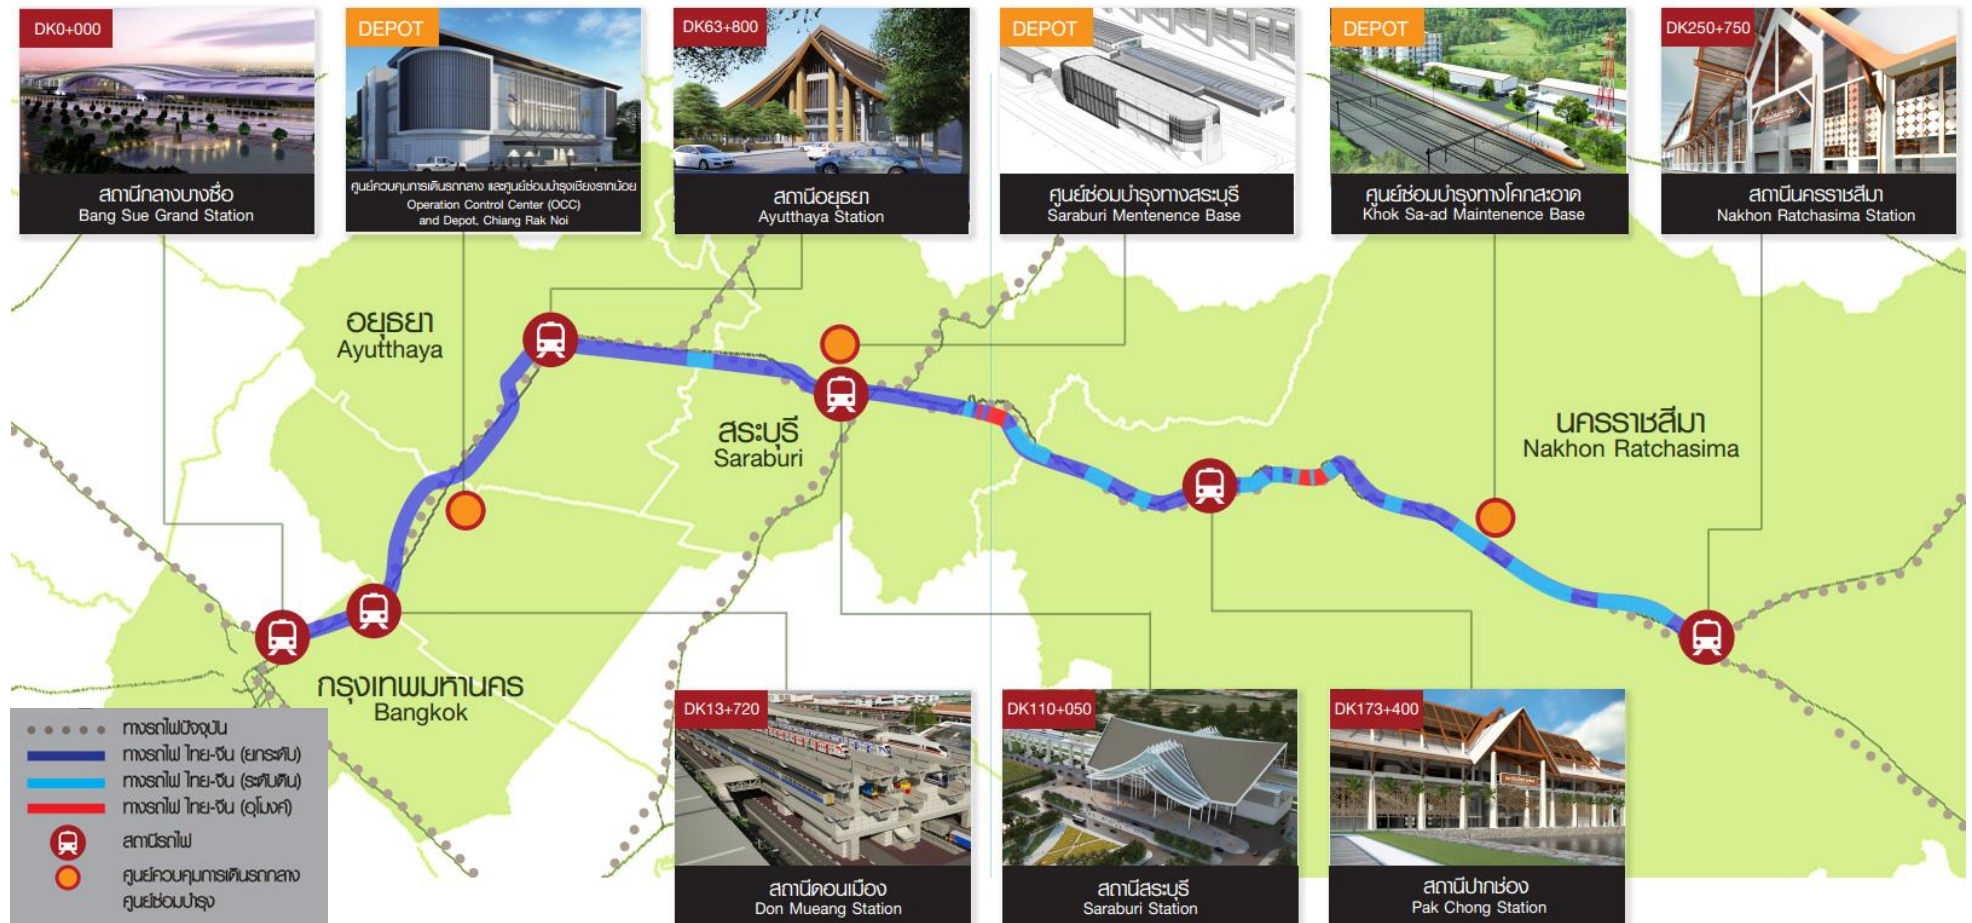 DK0+000
สถานีกลางบางซื่อ
Bang Sue Grand Station
DEPOT
ศูนย์ควบคุมการเดินรถกลาง และศูนย์ซ่อมบำรุงเชียงรากน้อย
Operation Control Center (OCC)
and Depot, Chiang Rak Noi
DK63+800
สถานีอยุธยา
Ayutthaya Station
DEPOT
ศูนย์ซ่อมบำรุงทางสระบุรี
Saraburi Mentenence Base
DEPOT
ศูนย์ซ่อมบำรุงทางโคกสะอาด
Khok Sa-ad Maintenence Base
DK250+750
สถานีนครราชสีมา
Nakhon Ratchasima Station
อยุธยา
Ayutthaya
สระบุรี
Saraburi
นครราชสีมา
Nakhon Ratchasima
กรุงเทพมหานคร
Bangkok
ทางรถไฟปัจจุบัน
ทางรถไฟ ไทย-จีน (ยกระดับ)
ทางรถไฟ ไทย-จีน (ระดับดิน)
ทางรถไฟ ไทย-จีน (อุโมงค์)
สถานีรถไฟ
ศูนย์ควบคุมการเดินรถกลาง
ศูนย์ซ่อมบำรุง
DK13+720
สถานีดอนเมือง
Don Mueang Station
DK110+050
สถานีสระบุรี
Saraburi Station
DK173+400
สถานีปากช่อง
Pak Chong Station